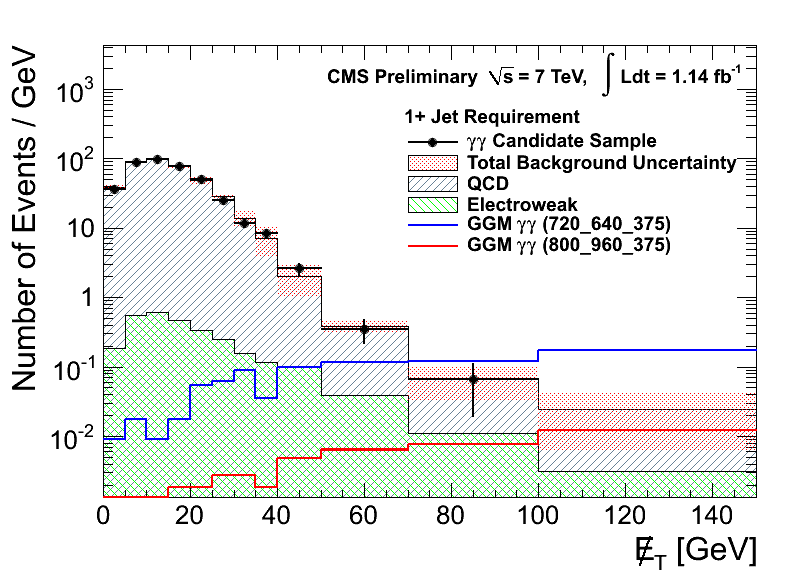 CMS Preliminary √s = 7 TeV, ∫ Ldt = 1.14 fb⁻¹
1+ Jet Requirement
γγ Candidate Sample
Total Background Uncertainty
QCD
Electroweak
GGM γγ (720_640_375)
GGM γγ (800_960_375)
Number of Events / GeV
10³
10²
10
1
10⁻¹
10⁻²
0 20 40 60 80 100 120 140
E̸_T [GeV]